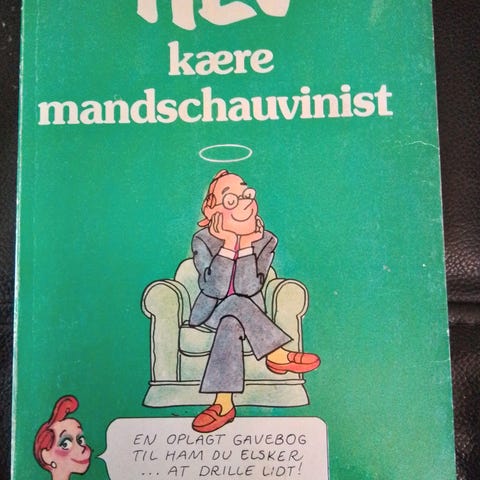 kære
mandschauvinist
EN OPLAGT GAVEBOG
TIL HAM DU ELSKER
... AT DRILLE LIDT!